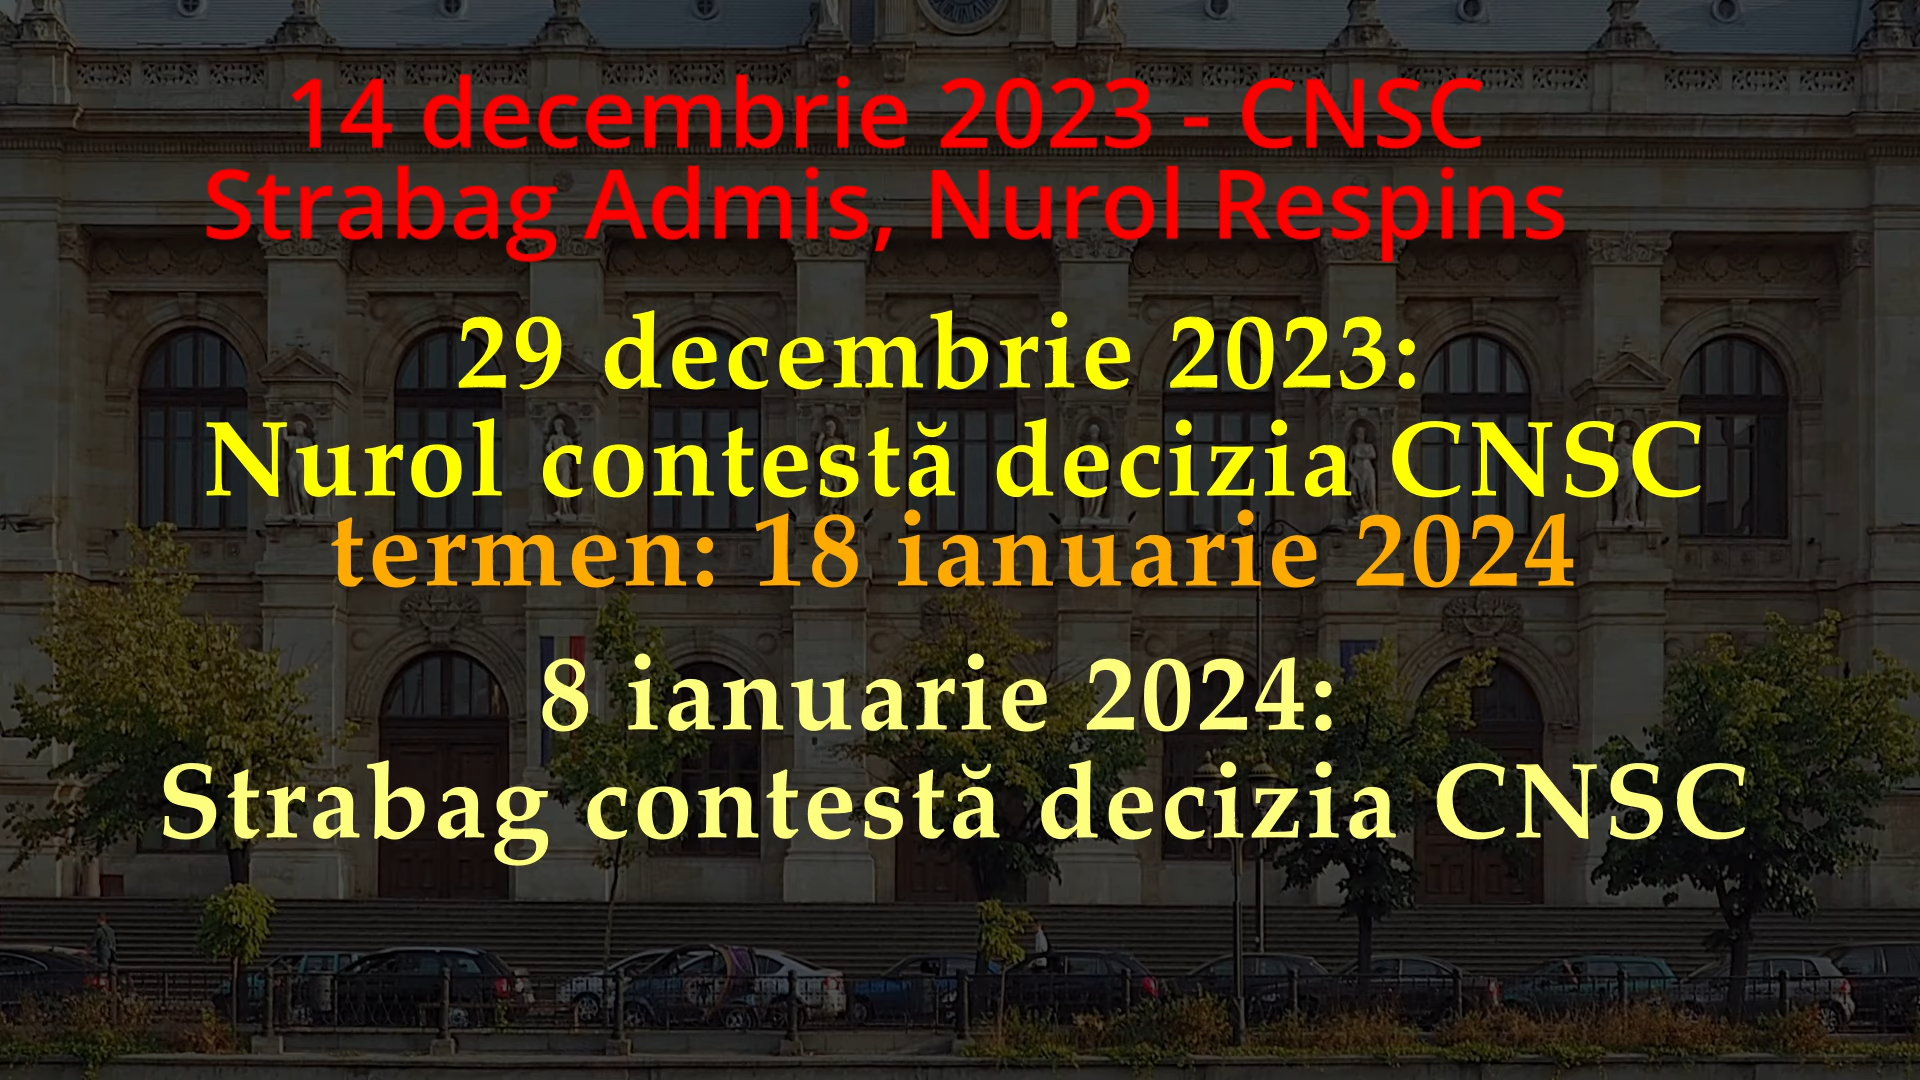 14 decembrie 2023 - CNSC
Strabag Admis, Nurol Respins
29 decembrie 2023:
Nurol contestă decizia CNSC
termen: 18 ianuarie 2024
8 ianuarie 2024:
Strabag contestă decizia CNSC